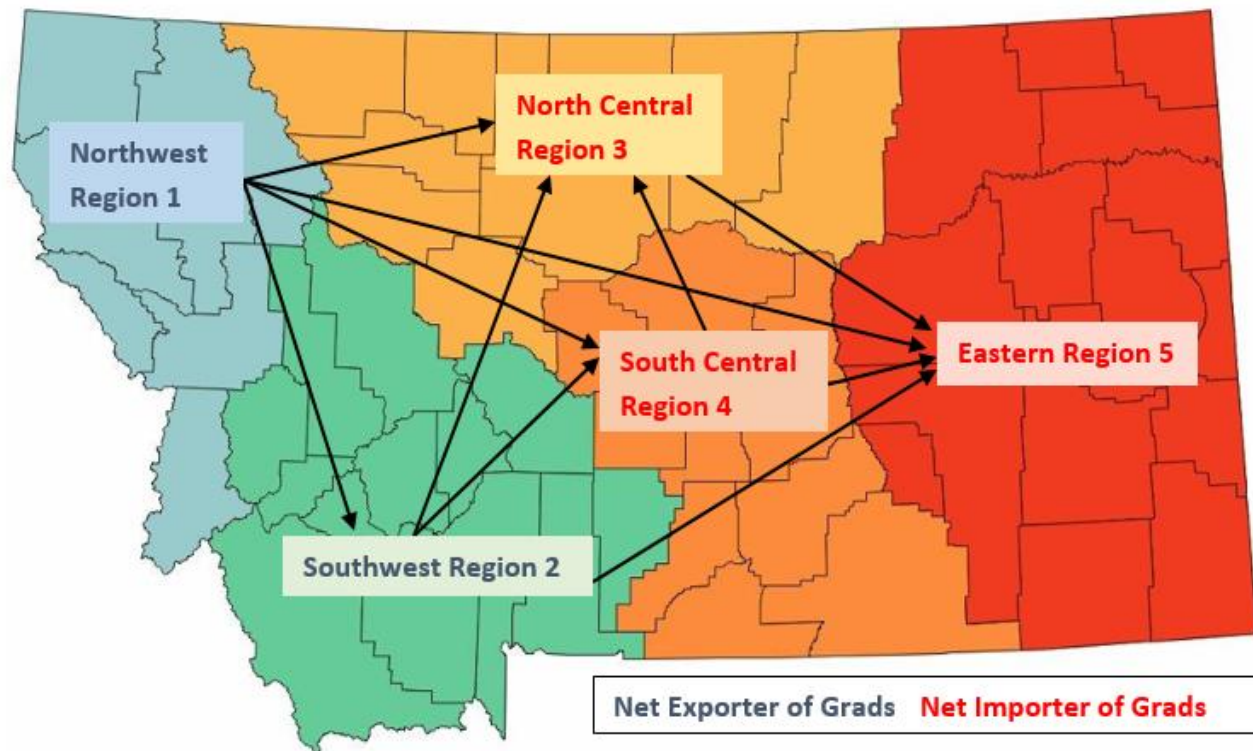 North Central
Region 3
Northwest
Region 1
South Central
Region 4
Eastern Region 5
Southwest Region 2
Net Exporter of Grads Net Importer of Grads